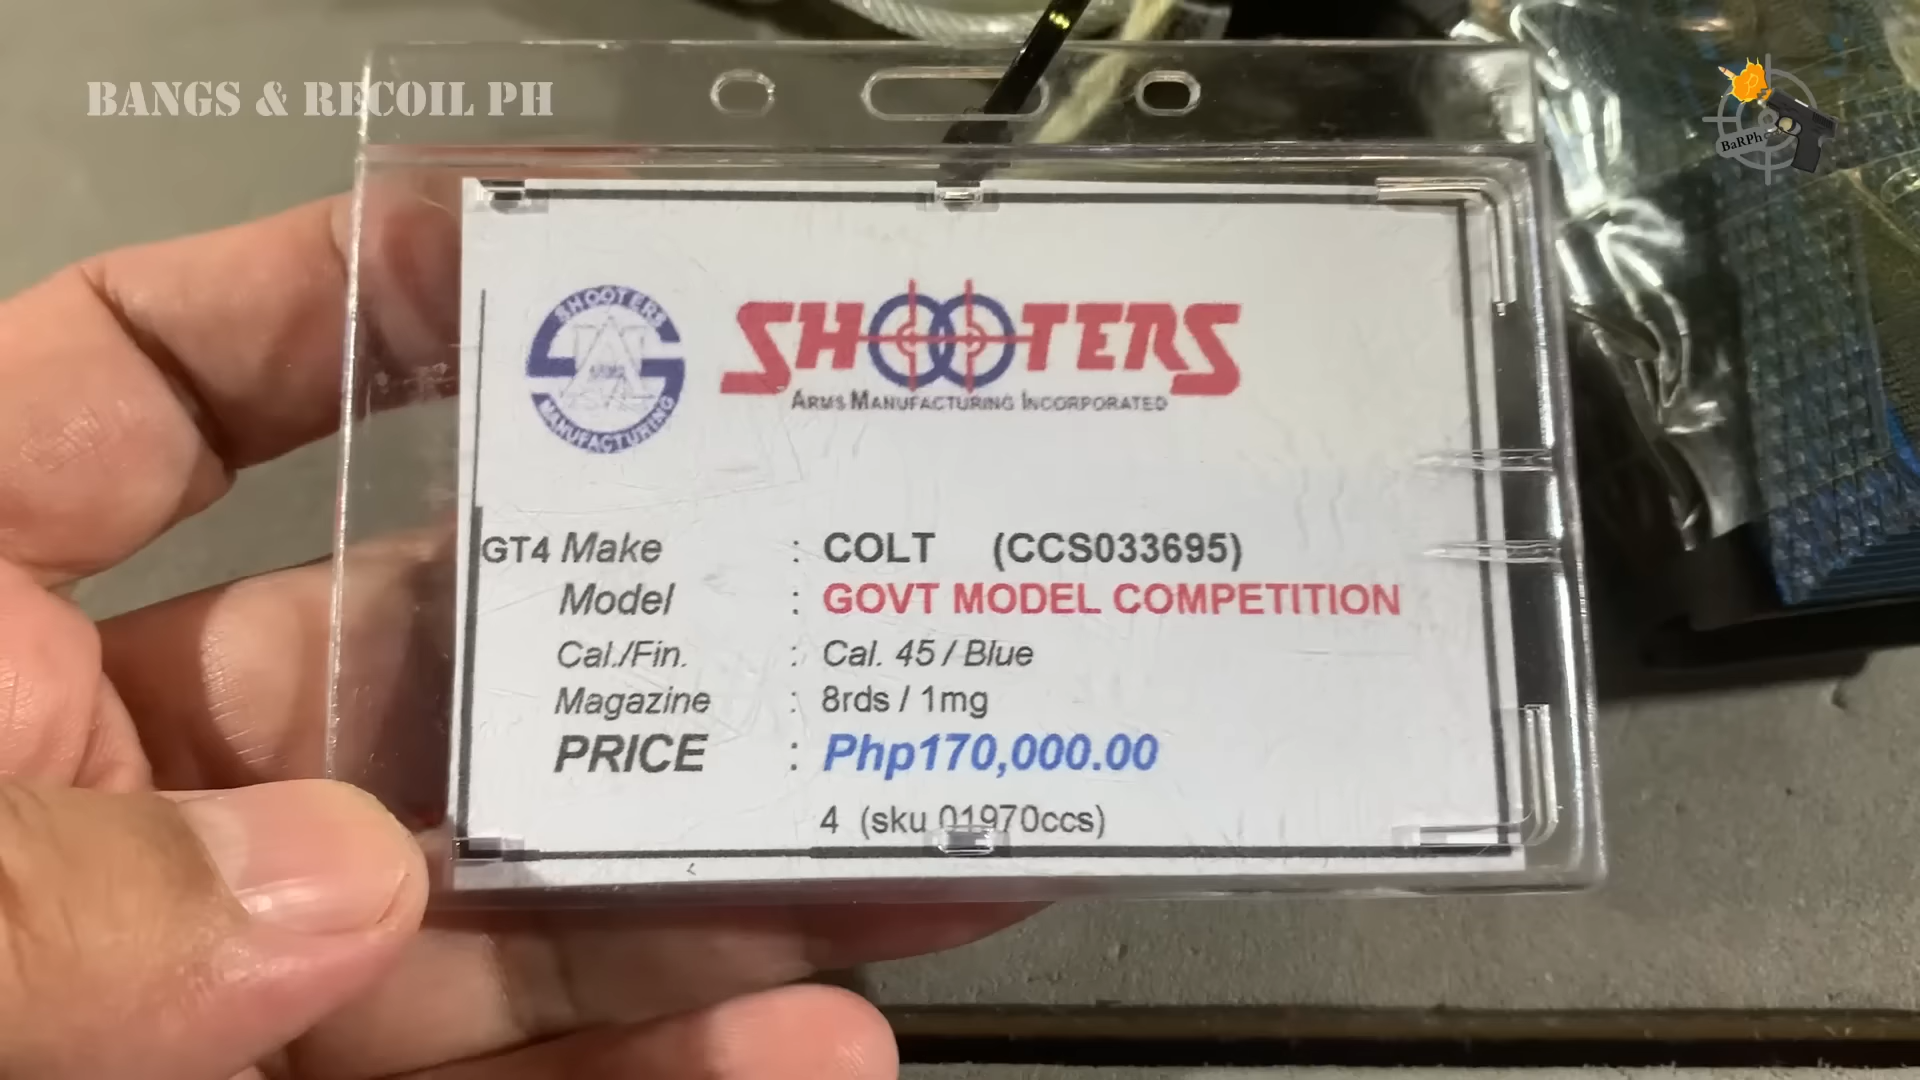 BANGS & RECOIL PH
BaRPh
SHOOTERS
ARMS
MANUFACTURING
SHOOTERS
ARMS MANUFACTURING INCORPORATED
GT4 Make : COLT (CCS033695)
Model : GOVT MODEL COMPETITION
Cal./Fin. : Cal. 45 / Blue
Magazine : 8rds / 1mg
PRICE : Php170,000.00
4 (sku 01970ccs)